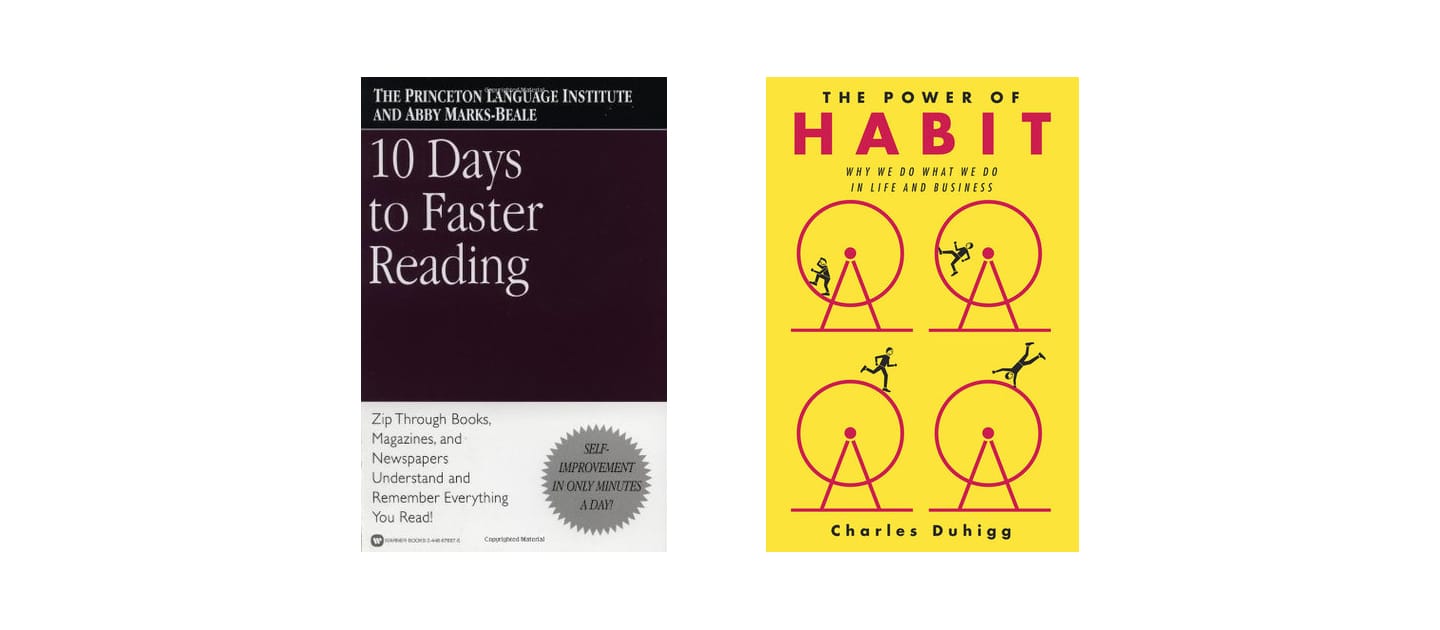 THE PRINCETON LANGUAGE INSTITUTE
AND ABBY MARKS-BEALE
10 Days
to Faster
Reading
Zip Through Books,
Magazines, and
Newspapers
Understand and
Remember Everything
You Read!
SELF-
IMPROVEMENT
IN ONLY MINUTES
A DAY!
WARNER BOOKS
Copyrighted Material
THE POWER OF
HABIT
WHY WE DO WHAT WE DO
IN LIFE AND BUSINESS
Charles Duhigg